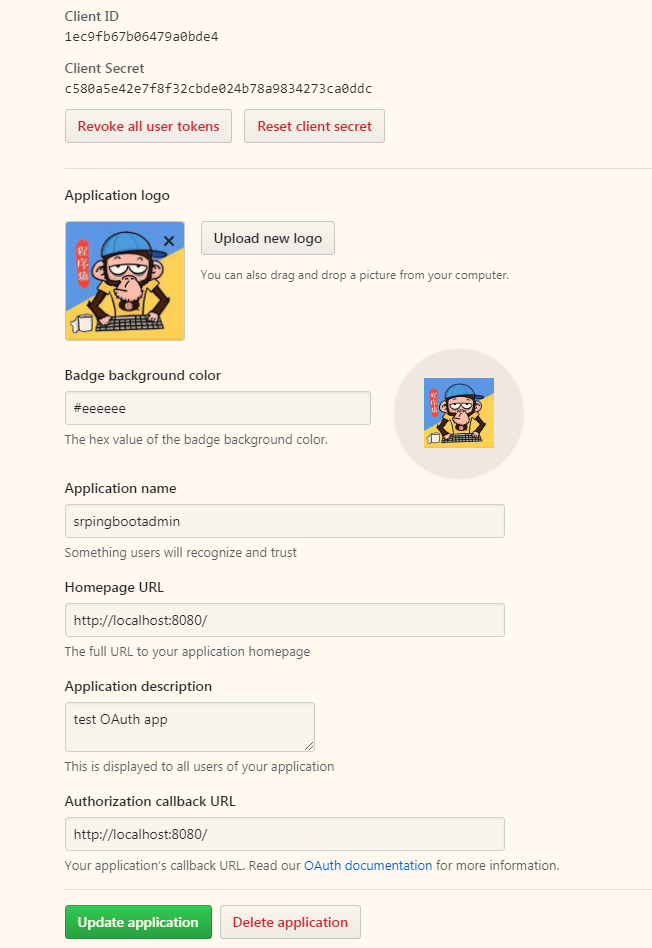 Client ID
1ec9fb67b06479a0bde4
Client Secret
c580a5e42e7f8f32cbde024b78a9834273ca0ddc
Revoke all user tokens
Reset client secret
Application logo
程序猿
Upload new logo
You can also drag and drop a picture from your computer.
Badge background color
#eeeeee
程序猿
The hex value of the badge background color.
Application name
srpingbootadmin
Something users will recognize and trust
Homepage URL
http://localhost:8080/
The full URL to your application homepage
Application description
test OAuth app
This is displayed to all users of your application
Authorization callback URL
http://localhost:8080/
Your application's callback URL. Read our OAuth documentation for more information.
Update application
Delete application